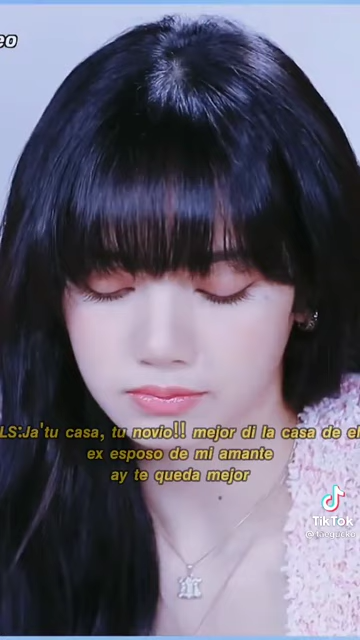 eo
LS:Ja'tu casa, tu novio!! mejor di la casa de el
ex esposo de mi amante
ay te queda mejor
TikTok